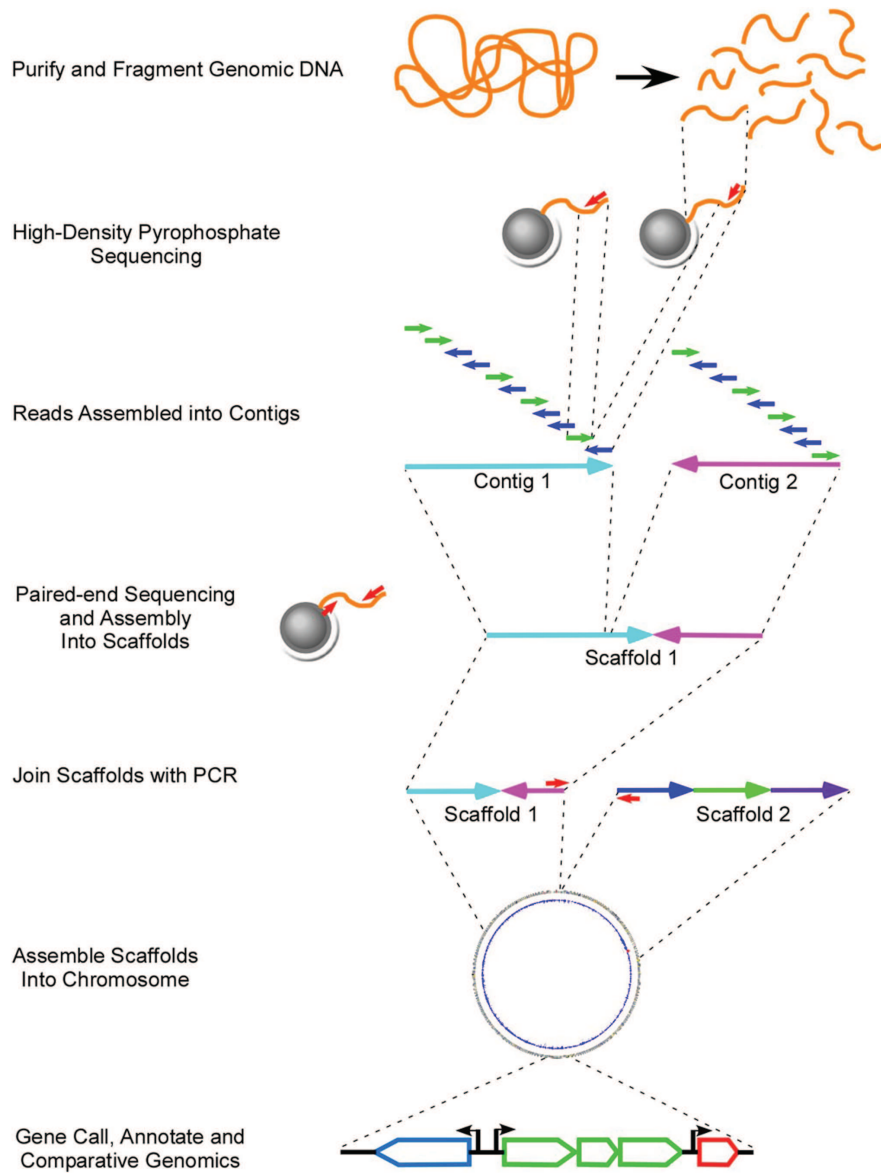 Purify and Fragment Genomic DNA
High-Density Pyrophosphate
Sequencing
Reads Assembled into Contigs
Contig 1
Contig 2
Paired-end Sequencing
and Assembly
Into Scaffolds
Scaffold 1
Join Scaffolds with PCR
Scaffold 1
Scaffold 2
Assemble Scaffolds
Into Chromosome
Gene Call, Annotate and
Comparative Genomics